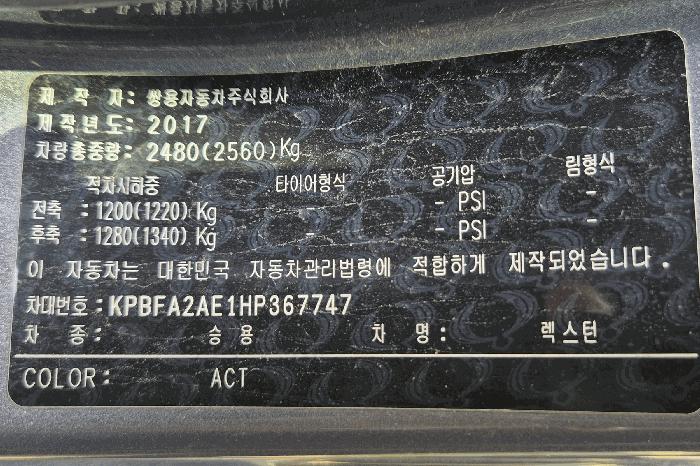 제 작 자: 쌍용자동차주식회사
제작년도: 2017
차량총중량: 2480(2560)Kg
적차시하중 타이어형식 공기압 림형식
전축 : 1200(1220) Kg - - PSI -
후축 : 1280(1340) Kg - - PSI -
이 자동차는 대한민국 자동차관리법령에 적합하게 제작되었습니다.
차대번호: KPBFA2AE1HP367747
차 종: 승용 차 명: 렉스턴
COLOR: ACT